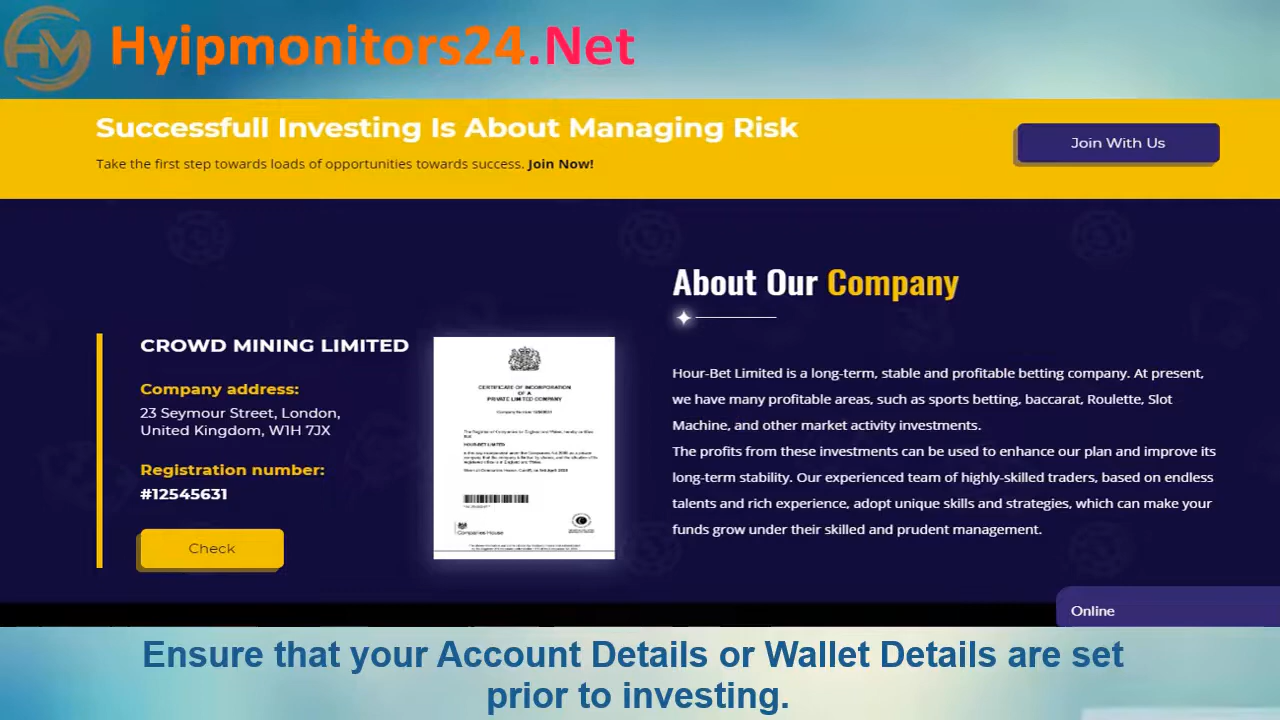 HM
Hyipmonitors24.Net
Successfull Investing Is About Managing Risk
Take the first step towards loads of opportunities towards success. Join Now!
Join With Us
About Our Company
CROWD MINING LIMITED
Company address:
23 Seymour Street, London,
United Kingdom, W1H 7JX
Registration number:
#12545631
Check
CERTIFICATE OF INCORPORATION
OF A
PRIVATE LIMITED COMPANY
HOUR-BET LIMITED
Companies House
Hour-Bet Limited is a long-term, stable and profitable betting company. At present,
we have many profitable areas, such as sports betting, baccarat, Roulette, Slot
Machine, and other market activity investments.
The profits from these investments can be used to finance our plan and improve its
long-term stability. Our experienced team of highly-skilled traders, based on endless
talents and rich experience, adopt unique skills and strategies, which can make your
funds grow under their skilled and prudent management.
Online
Ensure that your Account Details or Wallet Details are set
prior to investing.